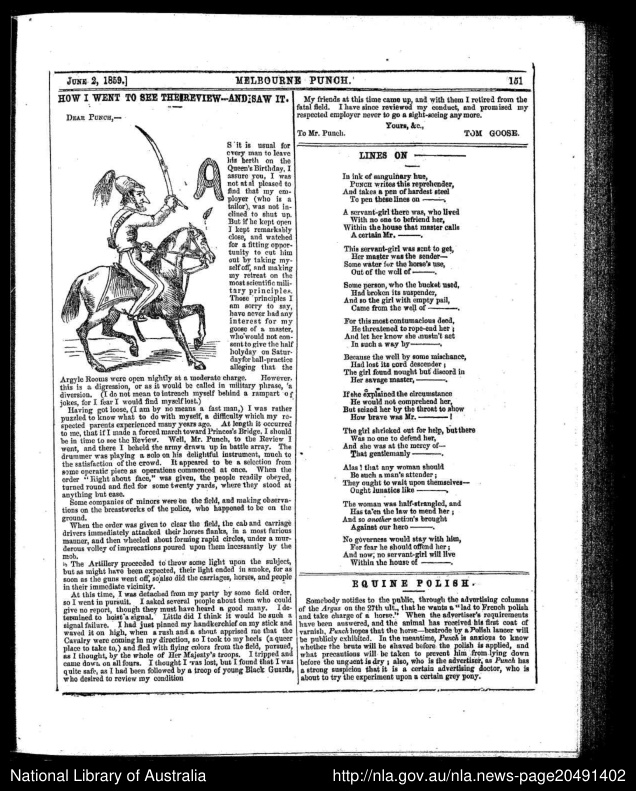 JUNE 2, 1859.]
MELBOURNE PUNCH.
151
HOW I WENT TO SEE THE REVIEW—AND SAW IT.
DEAR PUNCH,—
AS it is usual for
every man to leave
his berth on the
Queen's Birthday, I
assure you, I was
not at al pleased to
find that my em-
ployer (who is a
tailor), was not in-
clined to shut up.
But if he kept open
I kept remarkably
close, and watched
for a fitting oppor-
tunity to cut him
out by taking my-
self off, and making
my retreat on the
most scientific mili-
tary principles.
Those principles I
am sorry to say,
have never had any
interest for my
goose of a master,
who would not con-
sent to give the half
holyday on Satur-
day for ball-practice
alleging that the
Argyle Rooms were open nightly at a moderate charge. However,
this is a digression, or as it would be called in military phrase, 'a
diversion. (I do not mean to intrench myself behind a rampart of
jokes, for I fear I would find myself lost.)
Having got loose, (I am by no means a fast man,) I was rather
puzzled to know what to do with myself, a difficulty which my re-
spected parents experienced many years ago. At length it occurred
to me, that if I made a forced march toward Princes's Bridge. I should
be in time to see the Review. Well, Mr. Punch, to the Review I
went, and there I beheld the army drawn up in battle array. The
drummer was playing a solo on his delightful instrument, much to
the satisfaction of the crowd. It appeared to be a selection from
some operatic piece as operations commenced at once. When the
order "Right about face," was given, the people readily obeyed,
turned round and fled for some twenty yards, where they stood at
anything but ease.
Some companies of minors were on the field, and making observa-
tions on the breastworks of the police, who happened to be on the
ground.
When the order was given to clear the field, the cab and carriage
drivers immediately attacked their horses flanks, in a most furious
manner, and then wheeled about forming rapid circles, under a mur-
derous volley of imprecations poured upon them incessantly by the
mob.
The Artillery proceeded to throw some light upon the subject,
but as might have been expected, their light ended in smoke, for as
soon as the guns went off, so also did the carriages, horses, and people
in their immediate vicinity.
At this time, I was detached from my party by some field order,
so I went in pursuit. I asked several people about them who could
give no report, though they must have heard a good many. I de-
termined to hoist a signal. Little did I think it would be such a
signal failure. I had just pinned my handkerchief on my stick and
waved it on high, when a rush and a shout apprised me that the
Cavalry were coming in my direction, so I took to my heels (a queer
place to take to,) and fled with flying colors from the field, pursued,
as I thought, by the whole of Her Majesty's troops. I tripped and
came down on all fours. I thought I was lost, but I found that I was
quite safe, as I had been followed by a troop of young Black Guards,
who desired to review my condition
My friends at this time came up, and with them I retired from the
fatal field. I have since reviewed my conduct, and promised my
respected employer never to go a sight-seeing any more.
Yours, &c.,
To Mr. Punch. TOM GOOSE.
LINES ON ———
In ink of sanguinary hue,
PUNCH writes this reprehender,
And takes a pen of hardest steel
To pen these lines on ———.
A servant-girl there was, who lived
With no one to befriend her,
Within the house that master calls
A certain Mr. ———.
This servant-girl was sent to get,
Her master was the sender—
Some water for the horse's use,
Out of the well of ———.
Some person, who the bucket used,
Had broken its suspender,
And so the girl with empty pail,
Came from the well of ———.
For this most contumacious deed,
He threatened to rope-end her;
And let her know she mustn't act
In such a way by ———.
Because the well by some mischance,
Had lost its cord descender;
The girl found nought but discord in
Her savage master, ———.
If she explained the circumstance
He would not comprehend her,
But seized her by the throat to show
How brave was Mr. ———!
The girl shrieked out for help, but there
Was no one to defend her,
And she was at the mercy of—
That gentlemanly ———.
Alas! that any woman should
Be such a man's attender;
They ought to wait upon themselves—
Ought lunatics like ———.
The woman was half-strangled, and
Has ta'en the law to mend her;
And so another action's brought
Against our hero ———.
No governess would stay with him,
For fear he should offend her;
And now, no servant-girl will live
Within the house of ———.
EQUINE POLISH.
Somebody notifies to the public, through the advertising columns
of the Argus on the 27th ult., that he wants a "lad to French polish
and take charge of a horse." When the advertiser's requirements
have been answered, and the animal has received his first coat of
varnish, Punch hopes that the horse—bestrode by a Polish lancer will
be publicly exhibited. In the meantime, Punch is anxious to know
whether the brute will be shaved before the polish is applied, and
what precautions will be taken to prevent him from lying down
before the unguent is dry; also, who is the advertiser, as Punch has
a strong suspicion that it is a certain advertising doctor, who is
about to try the experiment upon a certain grey pony.
National Library of Australia
http://nla.gov.au/nla.news-page20491402